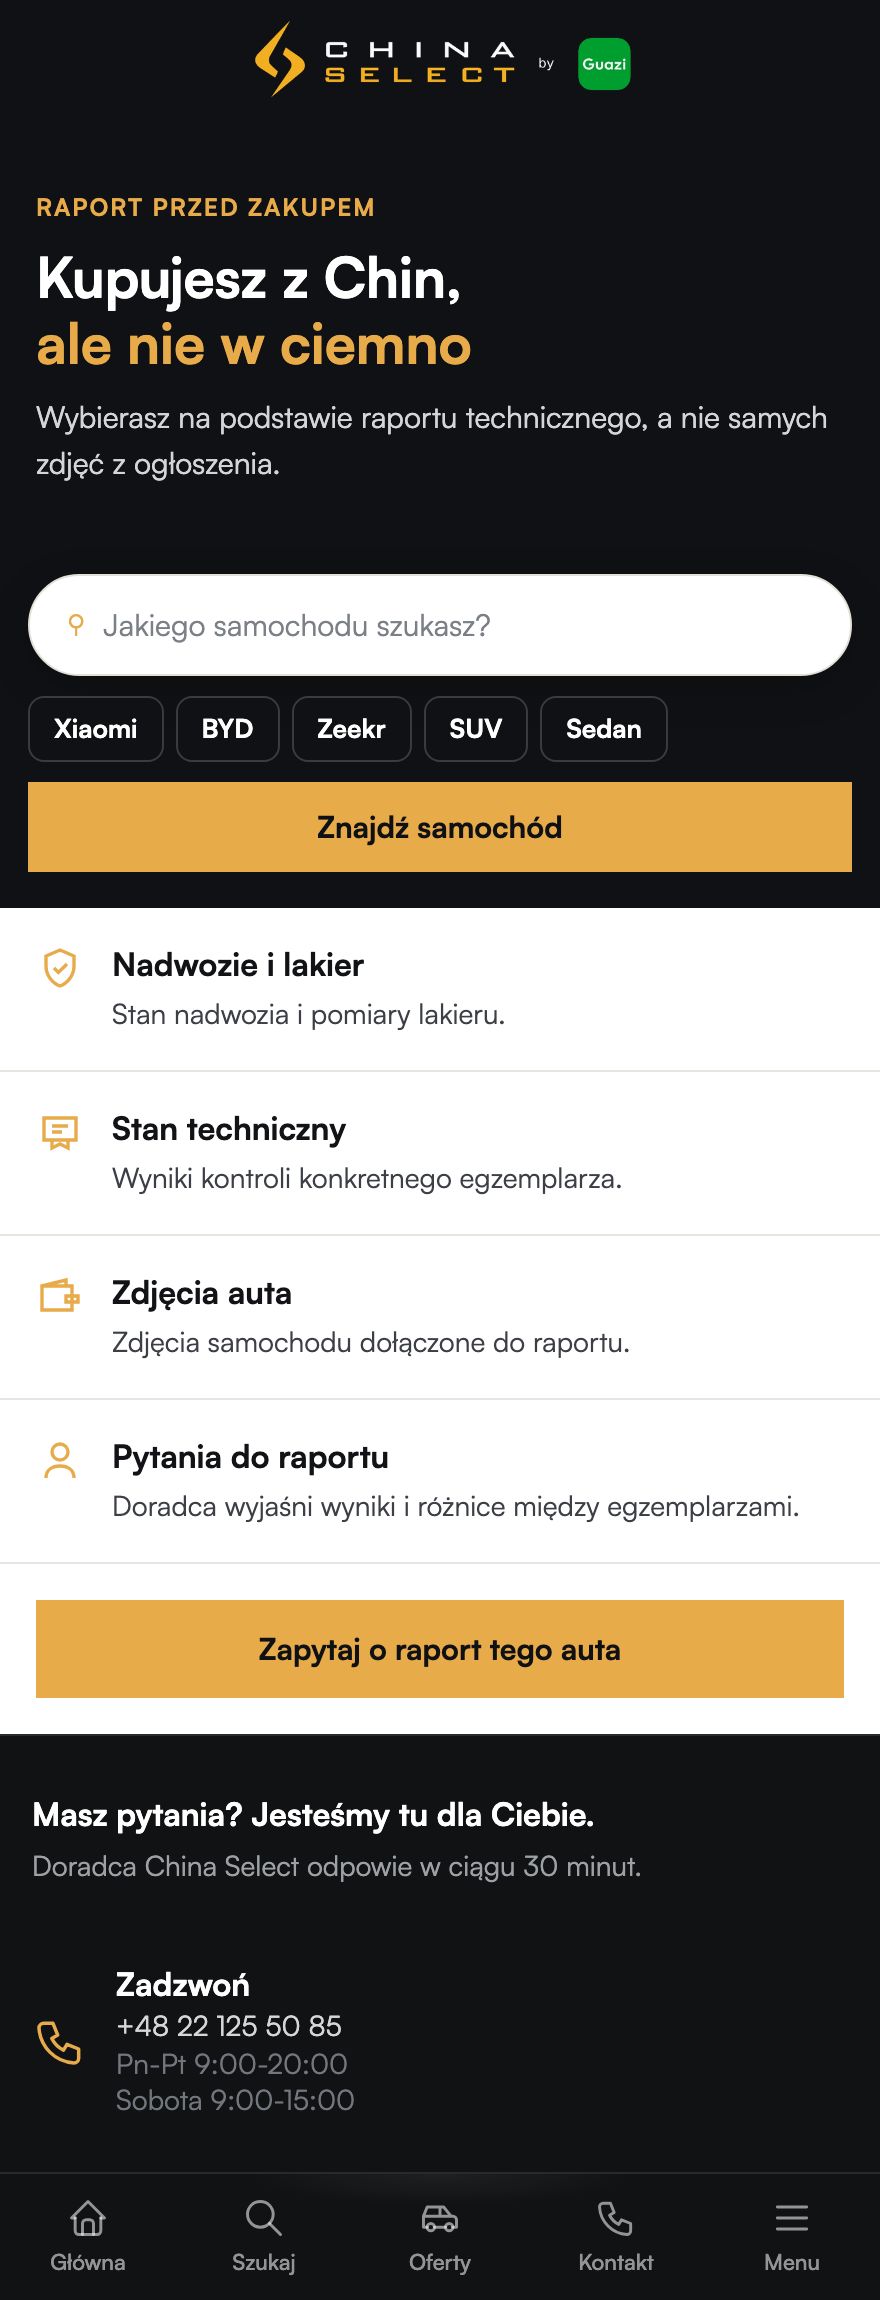 CHINA
SELECT
by
Guazi
RAPORT PRZED ZAKUPEM
Kupujesz z Chin,
ale nie w ciemno
Wybierasz na podstawie raportu technicznego, a nie samych
zdjęć z ogłoszenia.
Jakiego samochodu szukasz?
Xiaomi
BYD
Zeekr
SUV
Sedan
Znajdź samochód
Nadwozie i lakier
Stan nadwozia i pomiary lakieru.
Stan techniczny
Wyniki kontroli konkretnego egzemplarza.
Zdjęcia auta
Zdjęcia samochodu dołączone do raportu.
Pytania do raportu
Doradca wyjaśni wyniki i różnice między egzemplarzami.
Zapytaj o raport tego auta
Masz pytania? Jesteśmy tu dla Ciebie.
Doradca China Select odpowie w ciągu 30 minut.
Zadzwoń
+48 22 125 50 85
Pn-Pt 9:00-20:00
Sobota 9:00-15:00
Główna
Szukaj
Oferty
Kontakt
Menu